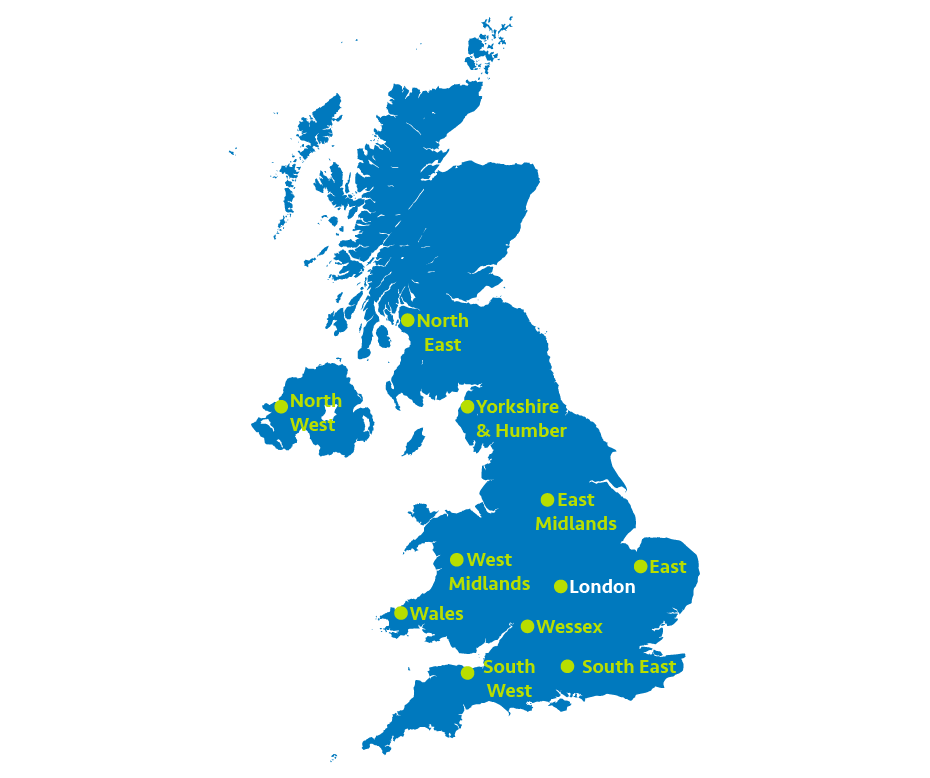 North
East
North
West
Yorkshire
& Humber
East
Midlands
West
Midlands
East
London
Wales
Wessex
South
West
South East